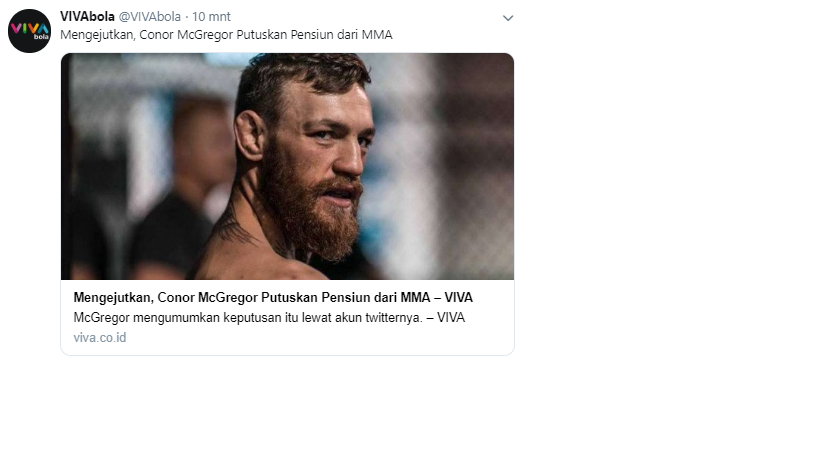 VIVAbola @VIVAbola · 10 mnt
Mengejutkan, Conor McGregor Putuskan Pensiun dari MMA
VIVA
bola
Mengejutkan, Conor McGregor Putuskan Pensiun dari MMA – VIVA
McGregor mengumumkan keputusan itu lewat akun twitternya. – VIVA
viva.co.id